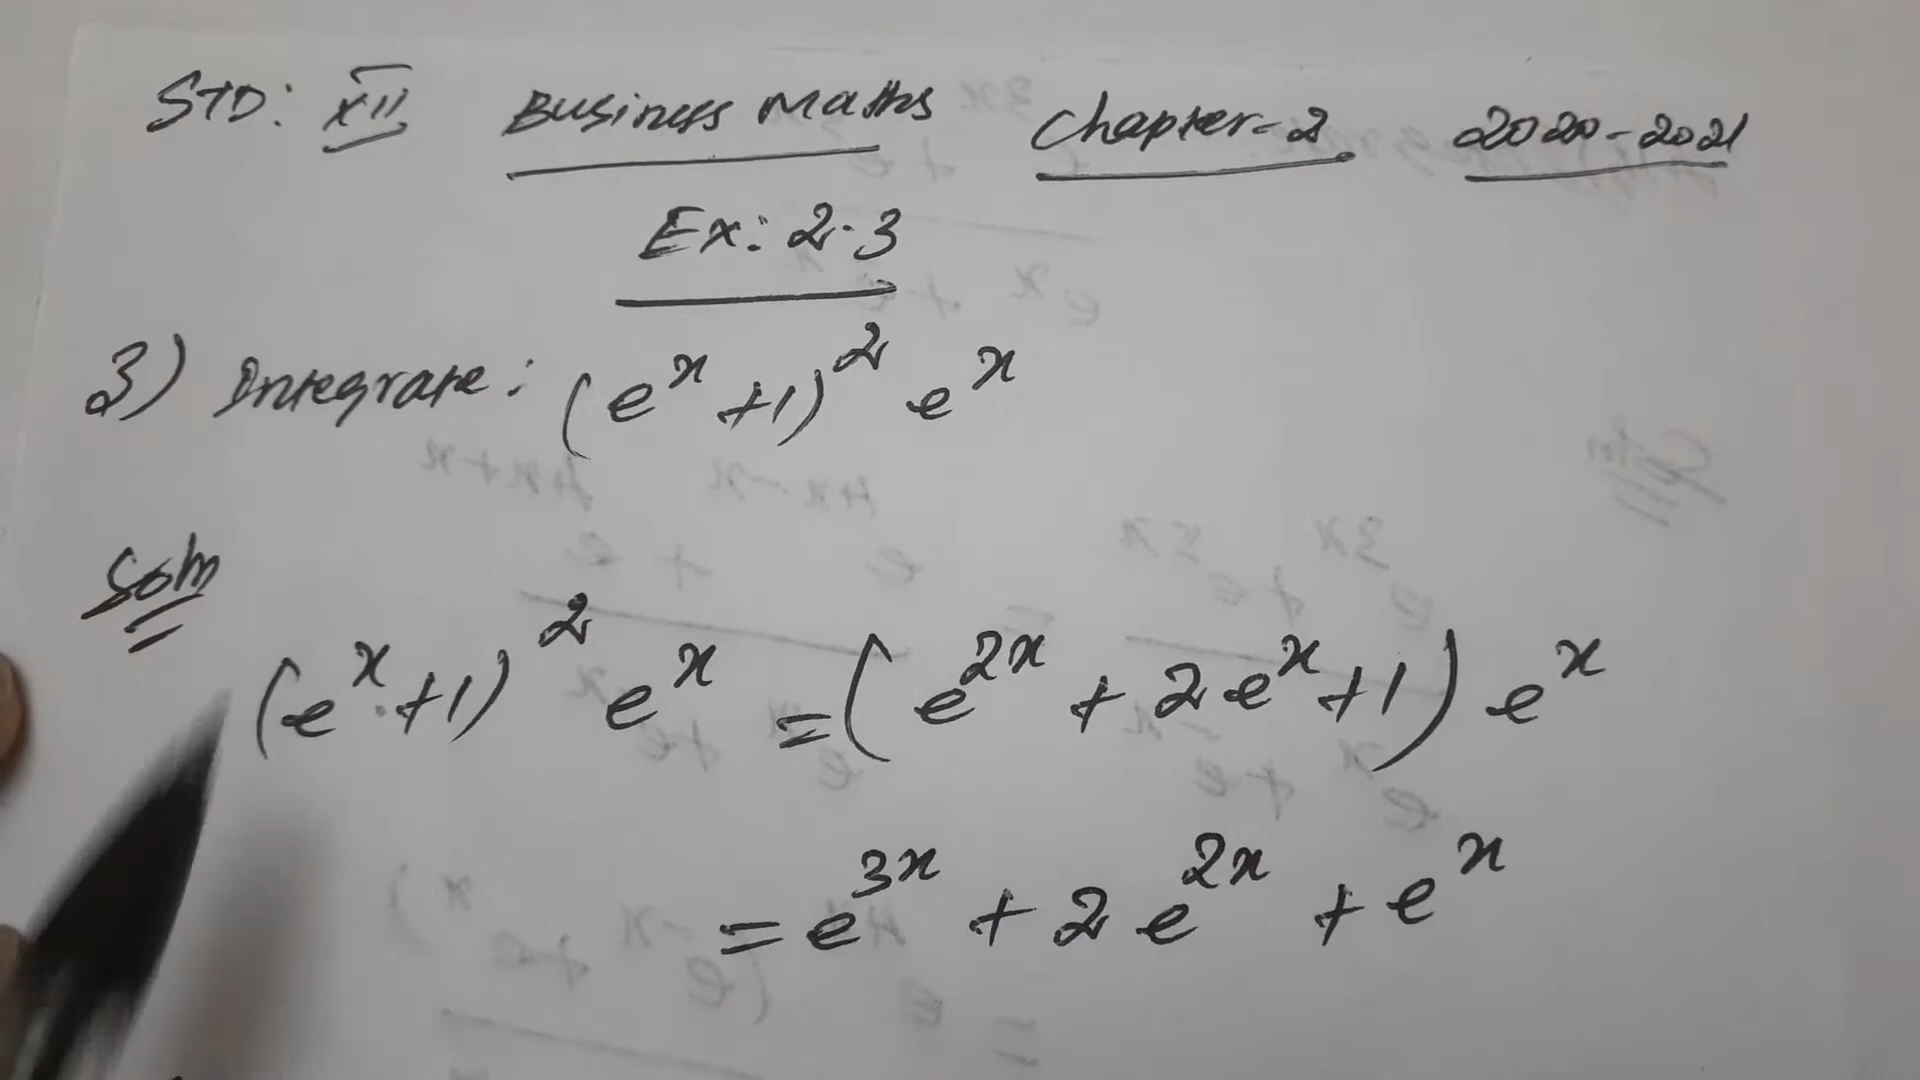 STD: XII Business Maths Chapter-2 2020-2021
Ex: 2.3
3) Integrate: (e^x +1)^2 e^x
Soln
(e^x+1)^2 e^x = (e^2x + 2e^x+1) e^x
= e^3x + 2e^2x + e^x